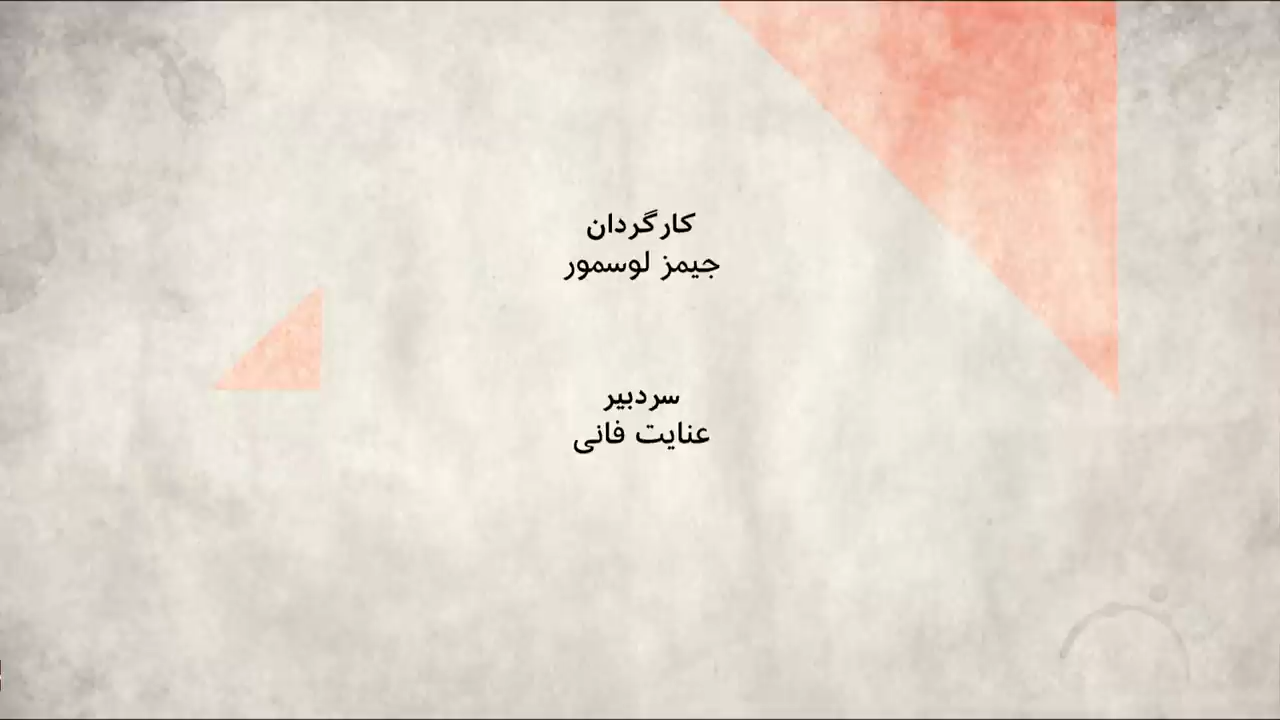 کارگردان
جیمز لوسمور
سردبیر
عنایت فانی